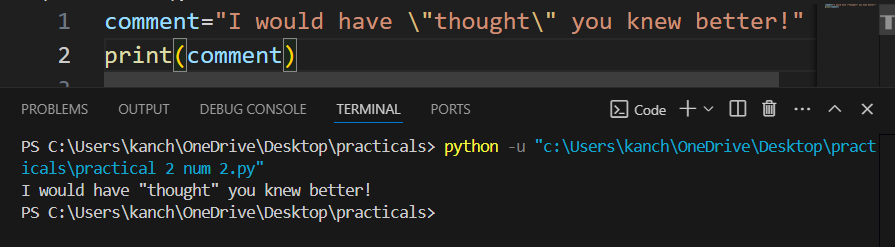 1 comment="I would have \"thought\" you knew better!"
2 print(comment)
PROBLEMS OUTPUT DEBUG CONSOLE TERMINAL PORTS Code
PS C:\Users\kanch\OneDrive\Desktop\practicals> python -u "c:\Users\kanch\OneDrive\Desktop\pract
icals\practical 2 num 2.py"
I would have "thought" you knew better!
PS C:\Users\kanch\OneDrive\Desktop\practicals>